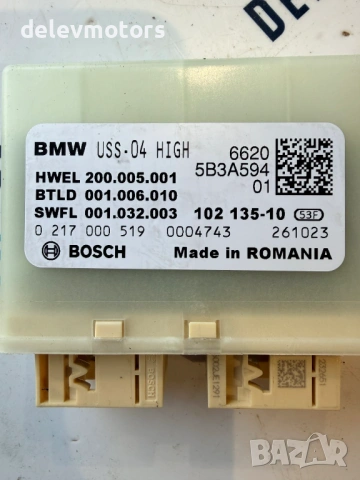 delevmotors
BMW USS-04 HIGH 6620
5B3A594
01
HWEL 200.005.001
BTLD 001.006.010
SWFL 001.032.003 102 135-10 53F
0 217 000 519 0004743 261023
BOSCH Made in ROMANIA
BAZAR